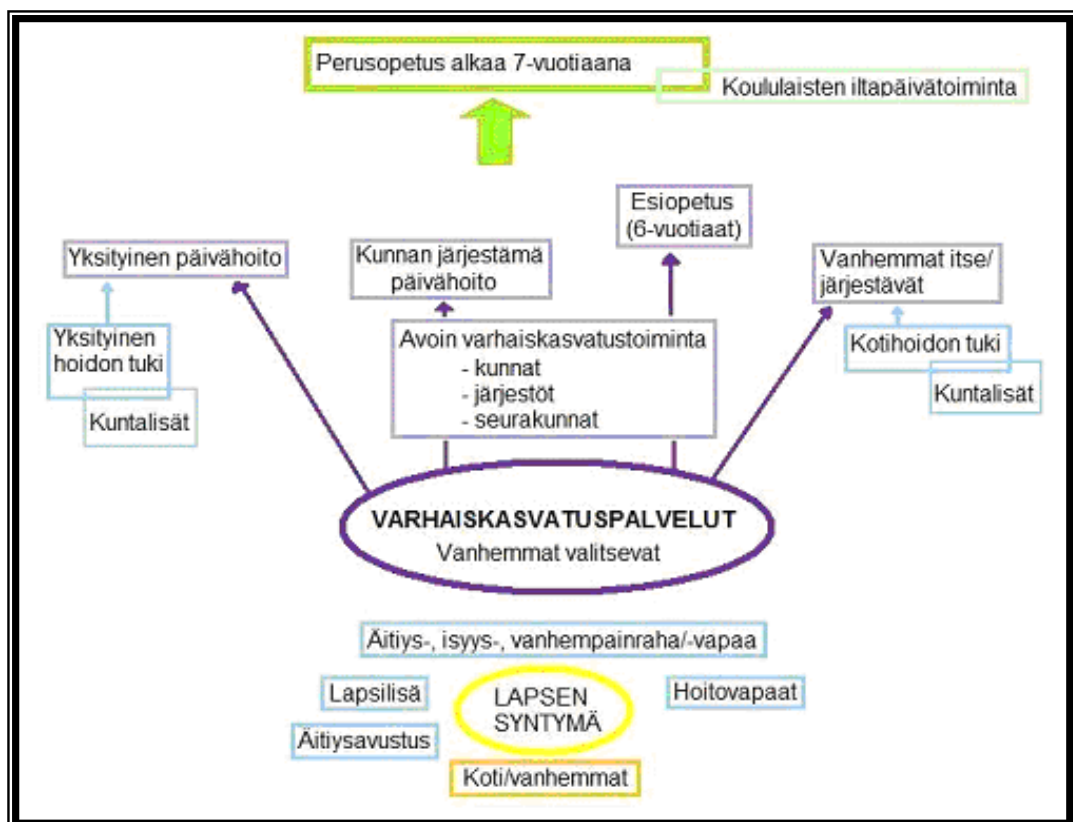 Perusopetus alkaa 7-vuotiaana
Koululaisten iltapäivätoiminta
Esiopetus
(6-vuotiaat)
Yksityinen päivähoito
Kunnan järjestämä
päivähoito
Vanhemmat itse/
järjestävät
Yksityinen
hoidon tuki
Kuntalisät
Avoin varhaiskasvatustoiminta
- kunnat
- järjestöt
- seurakunnat
Kotihoidon tuki
Kuntalisät
VARHAISKASVATUSPALVELUT
Vanhemmat valitsevat
Äitiys-, isyys-, vanhempainraha/-vapaa
Lapsilisä
LAPSEN
SYNTYMÄ
Hoitovapaat
Äitiysavustus
Koti/vanhemmat